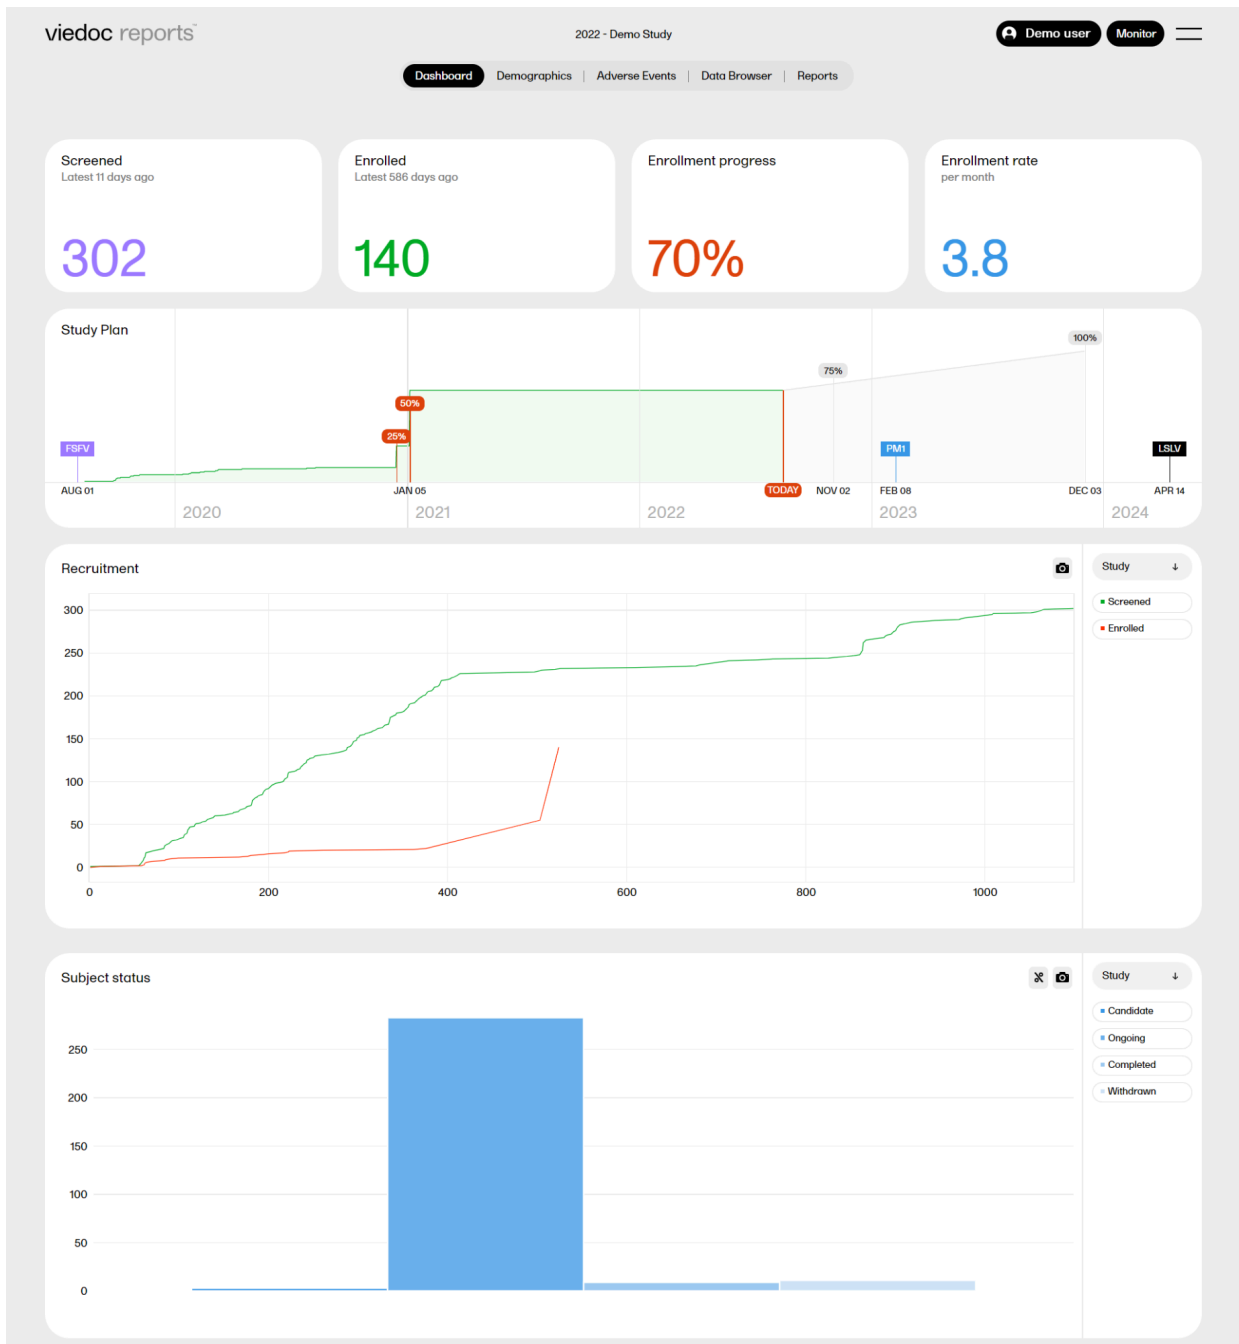 viedoc reports™
2022 - Demo Study
Demo user
Monitor
Dashboard | Demographics | Adverse Events | Data Browser | Reports
Screened
Latest 11 days ago
302
Enrolled
Latest 586 days ago
140
Enrollment progress
70%
Enrollment rate
per month
3.8
Study Plan
100%
75%
50%
25%
FSFV
PM1
LSLV
AUG 01
JAN 05
TODAY
NOV 02
FEB 08
DEC 03
APR 14
2020
2021
2022
2023
2024
Recruitment
Study
Screened
Enrolled
300
250
200
150
100
50
0
0 200 400 600 800 1000
Subject status
Study
Candidate
Ongoing
Completed
Withdrawn
250
200
150
100
50
0